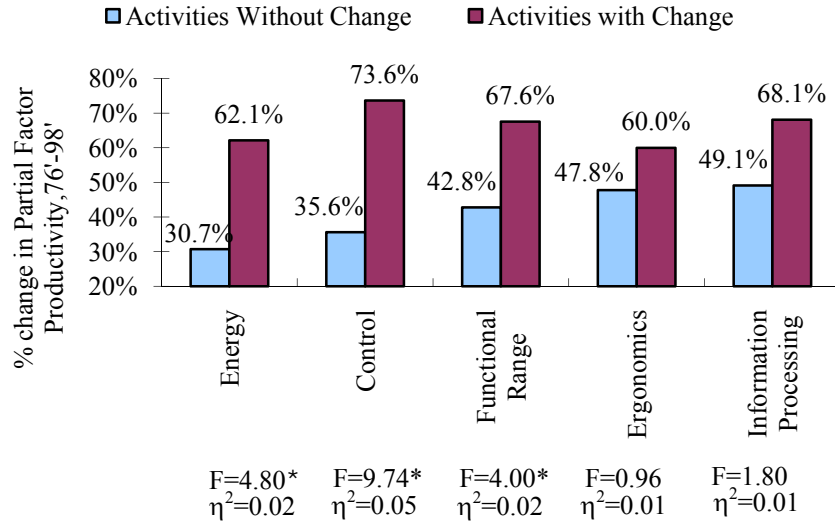 Activities Without Change Activities with Change
% change in Partial Factor
Productivity,76'-98'
80%
70%
60%
50%
40%
30%
20%
30.7%
62.1%
35.6%
73.6%
42.8%
67.6%
47.8%
60.0%
49.1%
68.1%
Energy
Control
Functional
Range
Ergonomics
Information
Processing
F=4.80* F=9.74* F=4.00* F=0.96 F=1.80
η²=0.02 η²=0.05 η²=0.02 η²=0.01 η²=0.01